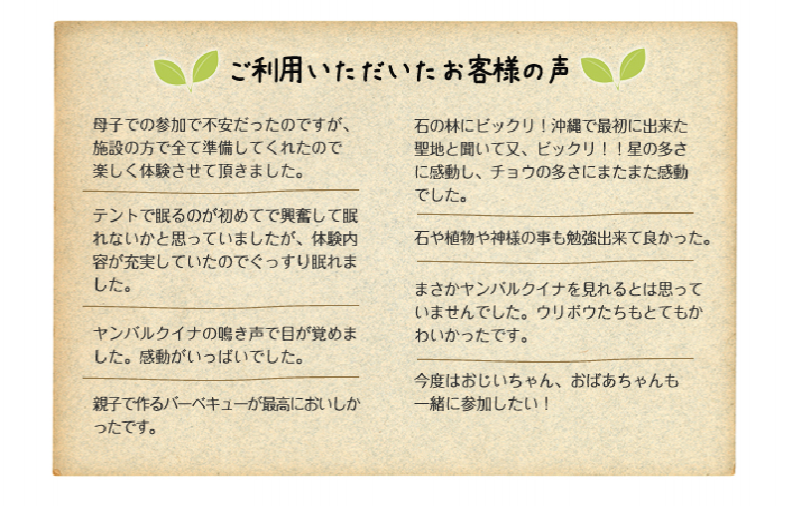 ご利用いただいたお客様の声
母子での参加で不安だったのですが、
施設の方で全て準備してくれたので
楽しく体験させて頂きました。
テントで眠るのが初めてで興奮して眠
れないかと思っていましたが、体験内
容が充実していたのでぐっすり眠れま
した。
ヤンバルクイナの鳴き声で目が覚めま
した。感動がいっぱいでした。
親子で作るバーベキューが最高においしか
ったです。
石の林にビックリ！沖縄で最初に出来た
聖地と聞いて又、ビックリ！！星の多さ
に感動し、チョウの多さにまたまた感動
でした。
石や植物や神様の事も勉強出来て良かった。
まさかヤンバルクイナを見れるとは思って
いませんでした。ウリボウたちもとてもか
わいかったです。
今度はおじいちゃん、おばあちゃんも
一緒に参加したい！